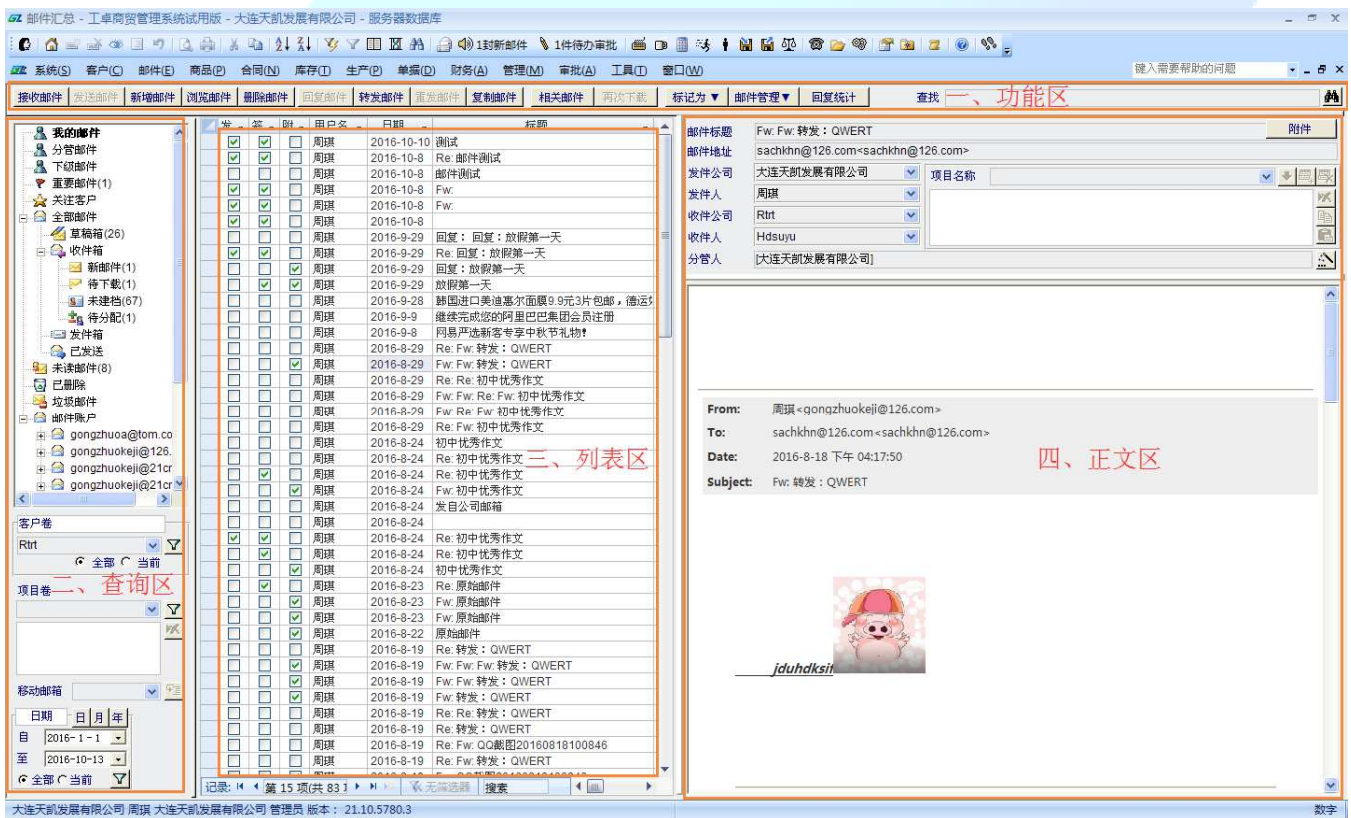 邮件汇总 - 工卓商贸管理系统试用版 - 大连天凯发展有限公司 - 服务器数据库
1封新邮件 1件待办审批
系统(S) 客户(C) 邮件(E) 商品(P) 合同(N) 库存(I) 生产(P) 单据(D) 财务(A) 管理(M) 审批(A) 工具(T) 窗口(W) 键入需要帮助的问题
接收邮件 发送邮件 新增邮件 浏览邮件 删除邮件 回复邮件 转发邮件 重发邮件 复制邮件 相关邮件 再次下载 标记为▼ 邮件管理▼ 回复统计 查找 一、功能区
我的邮件
分管邮件
下级邮件
重要邮件(1)
关注客户
全部邮件
草稿箱(26)
收件箱
新邮件(1)
待下载(1)
未建档(67)
待分配(1)
发件箱
已发送
未读邮件(8)
已删除
垃圾邮件
邮件账户
gongzhuoa@tom.co
gongzhuokeji@126.
gongzhuokeji@21cr
gongzhuokeji@21cr
客户卷
Rtrt
全部 当前
项目卷
二、查询区
移动邮箱
日期 日 月 年
自 2016-1-1
至 2016-10-13
全部 当前
发 签 附 用户名 日期 标题
周琪 2016-10-10 测试
周琪 2016-10-8 Re: 邮件测试
周琪 2016-10-8 邮件测试
周琪 2016-10-8 Fw:
周琪 2016-10-8 Fw:
周琪 2016-10-8
周琪 2016-9-29 回复： 回复：放假第一天
周琪 2016-9-29 Re: 回复：放假第一天
周琪 2016-9-29 回复：放假第一天
周琪 2016-9-29 放假第一天
周琪 2016-9-28 韩国进口美迪惠尔面膜9.9元3片包邮，德运
周琪 2016-9-9 继续完成您的阿里巴巴集团会员注册
周琪 2016-9-8 网易严选新客专享中秋节礼物!
周琪 2016-8-29 Re: Fw: 转发：QWERT
周琪 2016-8-29 Fw: Fw: 转发：QWERT
周琪 2016-8-29 Re: Re: 初中优秀作文
周琪 2016-8-29 Fw: Fw: Re: Fw: 初中优秀作文
周琪 2016-8-29 Fw: Re: Fw: 初中优秀作文
周琪 2016-8-29 Re: Fw: 初中优秀作文
周琪 2016-8-24 初中优秀作文
周琪 2016-8-24 Re: 初中优秀作文
周琪 2016-8-24 Re: 初中优秀作文
周琪 2016-8-24 Fw: 初中优秀作文
周琪 2016-8-24 发自公司邮箱
周琪 2016-8-24
周琪 2016-8-24 Re: 初中优秀作文
周琪 2016-8-24 Re: 初中优秀作文
周琪 2016-8-24 初中优秀作文
周琪 2016-8-23 Re: 原始邮件
周琪 2016-8-23 Fw: 原始邮件
周琪 2016-8-23 Fw: 原始邮件
周琪 2016-8-22 原始邮件
周琪 2016-8-19 Re: 转发：QWERT
周琪 2016-8-19 Fw: Fw: Fw: 转发：QWERT
周琪 2016-8-19 Fw: Fw: 转发：QWERT
周琪 2016-8-19 Fw: 转发：QWERT
周琪 2016-8-19 Re: Re: 转发：QWERT
周琪 2016-8-19 Re: 转发：QWERT
周琪 2016-8-19 Re: Fw: QQ截图20160818100846
周琪 2016-8-19 Re: Fw: 转发：QWERT
三、列表区
记录: 第 15 项(共 83 无筛选器 搜索
邮件标题 Fw: Fw: 转发：QWERT 附件
邮件地址 sachkhn@126.com<sachkhn@126.com>
发件公司 大连天凯发展有限公司 项目名称
发件人 周琪
收件公司 Rtrt
收件人 Hdsuyu
分管人 [大连天凯发展有限公司]
From: 周琪<gongzhuokeji@126.com>
To: sachkhn@126.com<sachkhn@126.com>
Date: 2016-8-18 下午 04:17:50
Subject: Fw: 转发：QWERT
四、正文区
jduhdksif
大连天凯发展有限公司 周琪 大连天凯发展有限公司 管理员 版本： 21.10.5780.3 数字